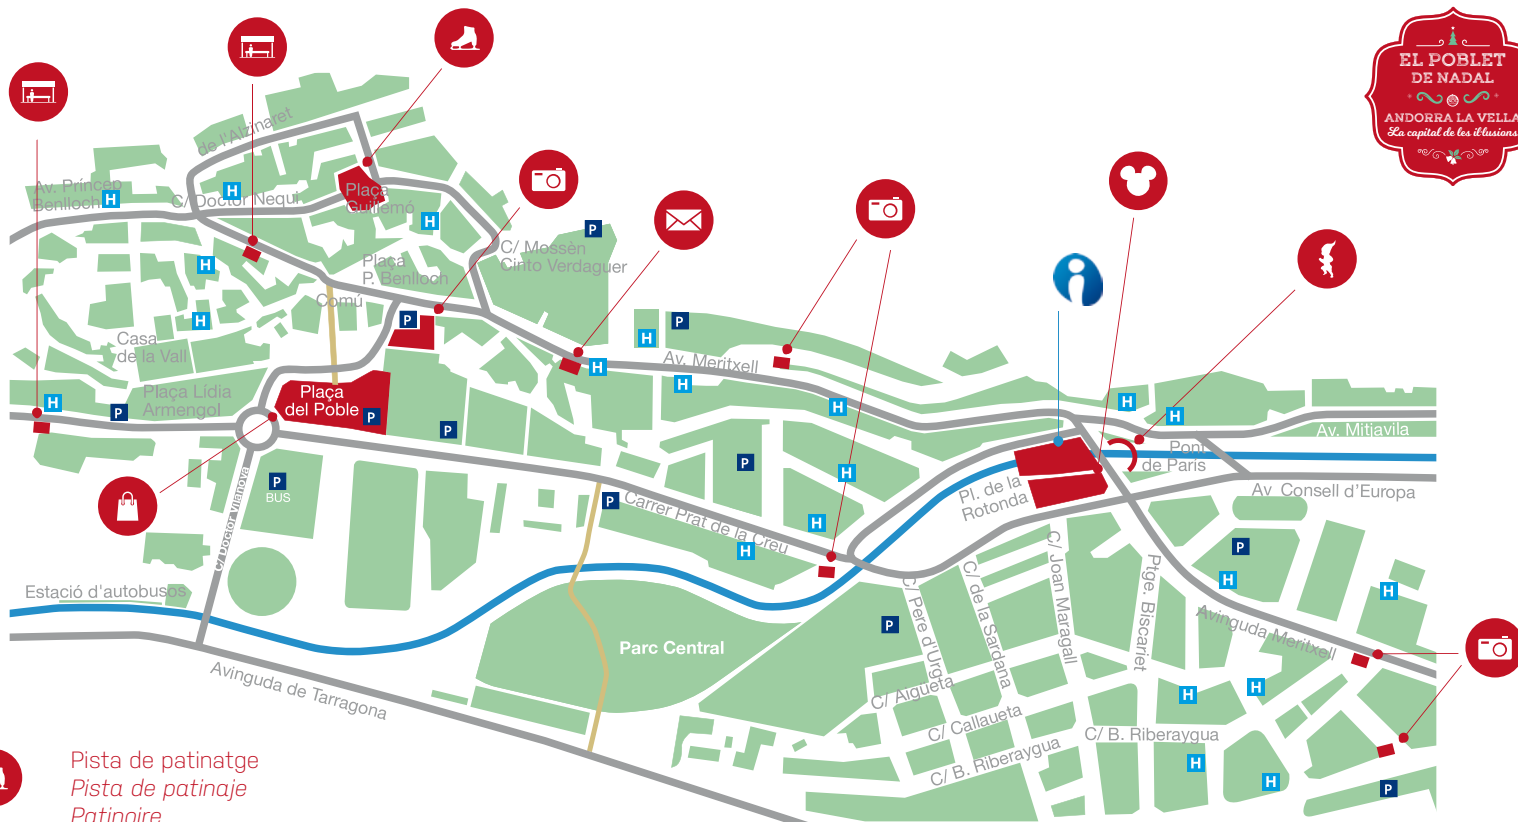 EL POBLET
DE NADAL
ANDORRA LA VELLA
La capital de les il·lusions
de l'Alzinaret
Av. Príncep
Benlloch
H
H
C/ Doctor Nequi
Plaça
Guillemó
H
P
C/ Mossèn
Cinto Verdaguer
Plaça
P. Benlloch
H
Comú
H
P
P
H
Casa
de la Vall
Av. Meritxell
H
H
Plaça Lídia
Armengol
H
P
Plaça
del Poble
P
P
H
H
H
Av. Mitjavila
Pont
de París
P
H
P
BUS
Pl. de la
Rotonda
Av Consell d'Europa
P
Carrer Prat de la Creu
H
H
C/ Doctor Vilanova
P
H
H
Estació d'autobusos
C/ Joan Maragall
Ptge. Biscariet
C/ de la Sardana
C/ Pere d'Urg
P
Avinguda Meritxell
Parc Central
Avinguda de Tarragona
C/ Aigüeta
H
H
C/ Callaueta
C/ B. Riberaygua
C/ B. Riberaygua
H
H
P
Pista de patinatge
Pista de patinaje
Patinoire